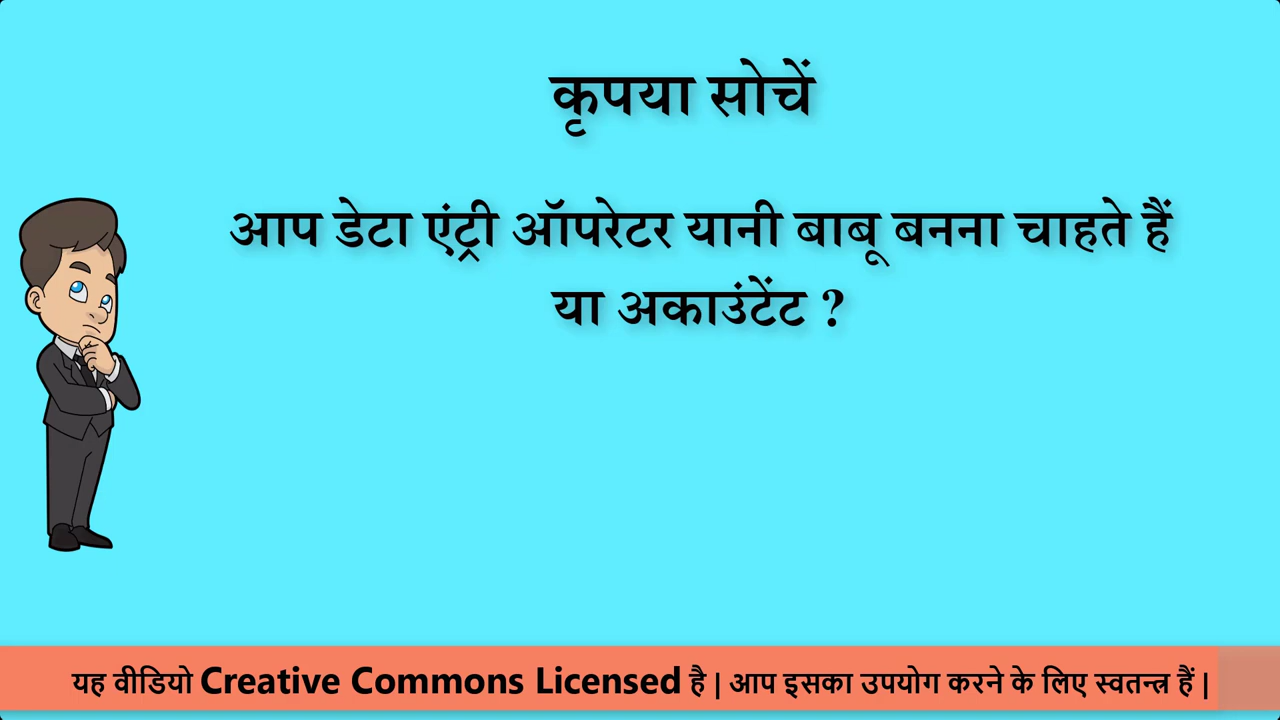 कृपया सोचें
आप डेटा एंट्री ऑपरेटर यानी बाबू बनना चाहते हैं
या अकाउंटेंट ?
यह वीडियो Creative Commons Licensed है | आप इसका उपयोग करने के लिए स्वतन्त्र हैं |